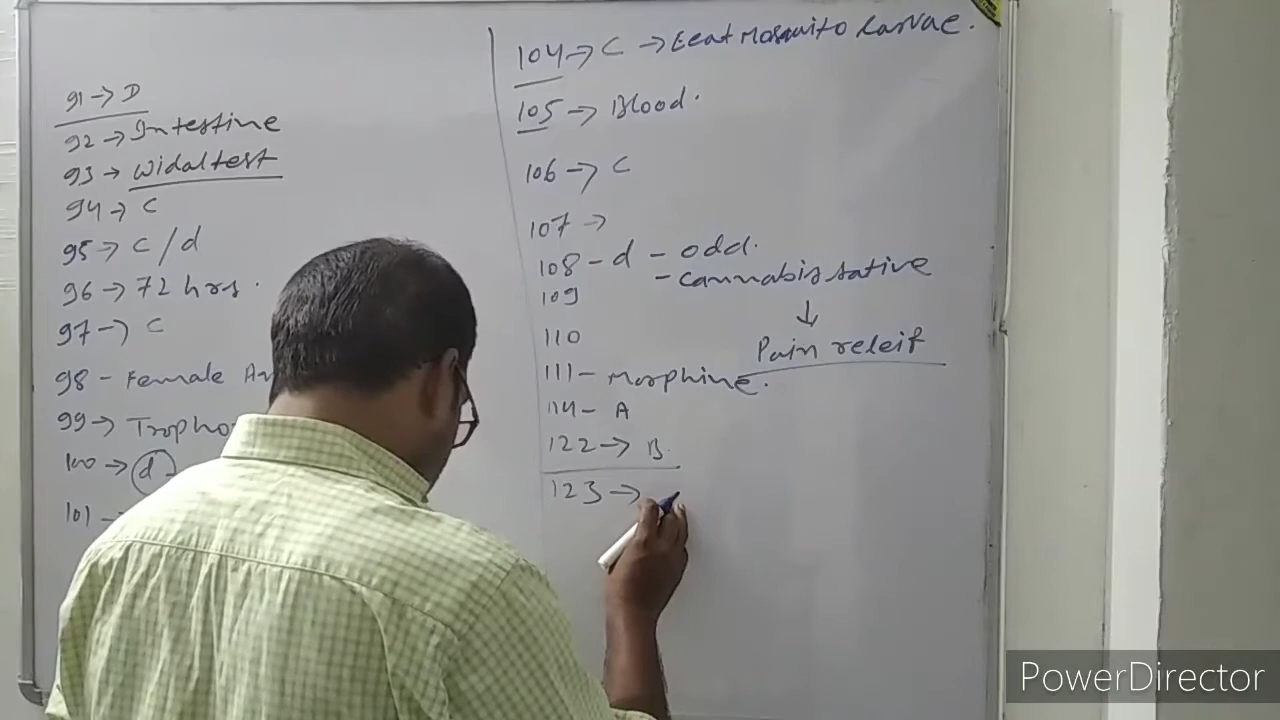 91 → D
92 → Intestine
93 → Widal test
94 → C
95 → C/d
96 → 72 hrs.
97 → C
98 - Female
99 → Tropho
100 → d
101
104 → C → Eeat Mosquito Larvae.
105 → Blood.
106 → C
107 →
108 - d - odd.
- Cannabis sative
↓
Pain releif
109
110
111 - Morphine.
114 - A
122 → B.
123 →
PowerDirector